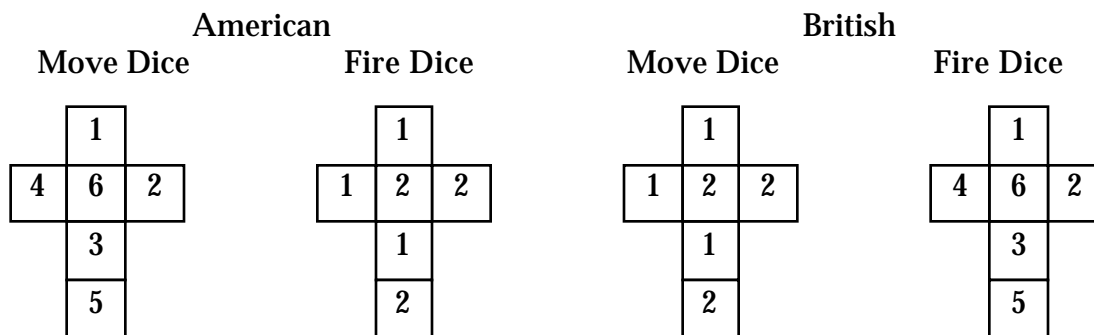 American British
Move Dice Fire Dice Move Dice Fire Dice
1 1 1 1
4 6 2 1 2 2 1 2 2 4 6 2
3 1 1 3
5 2 2 5